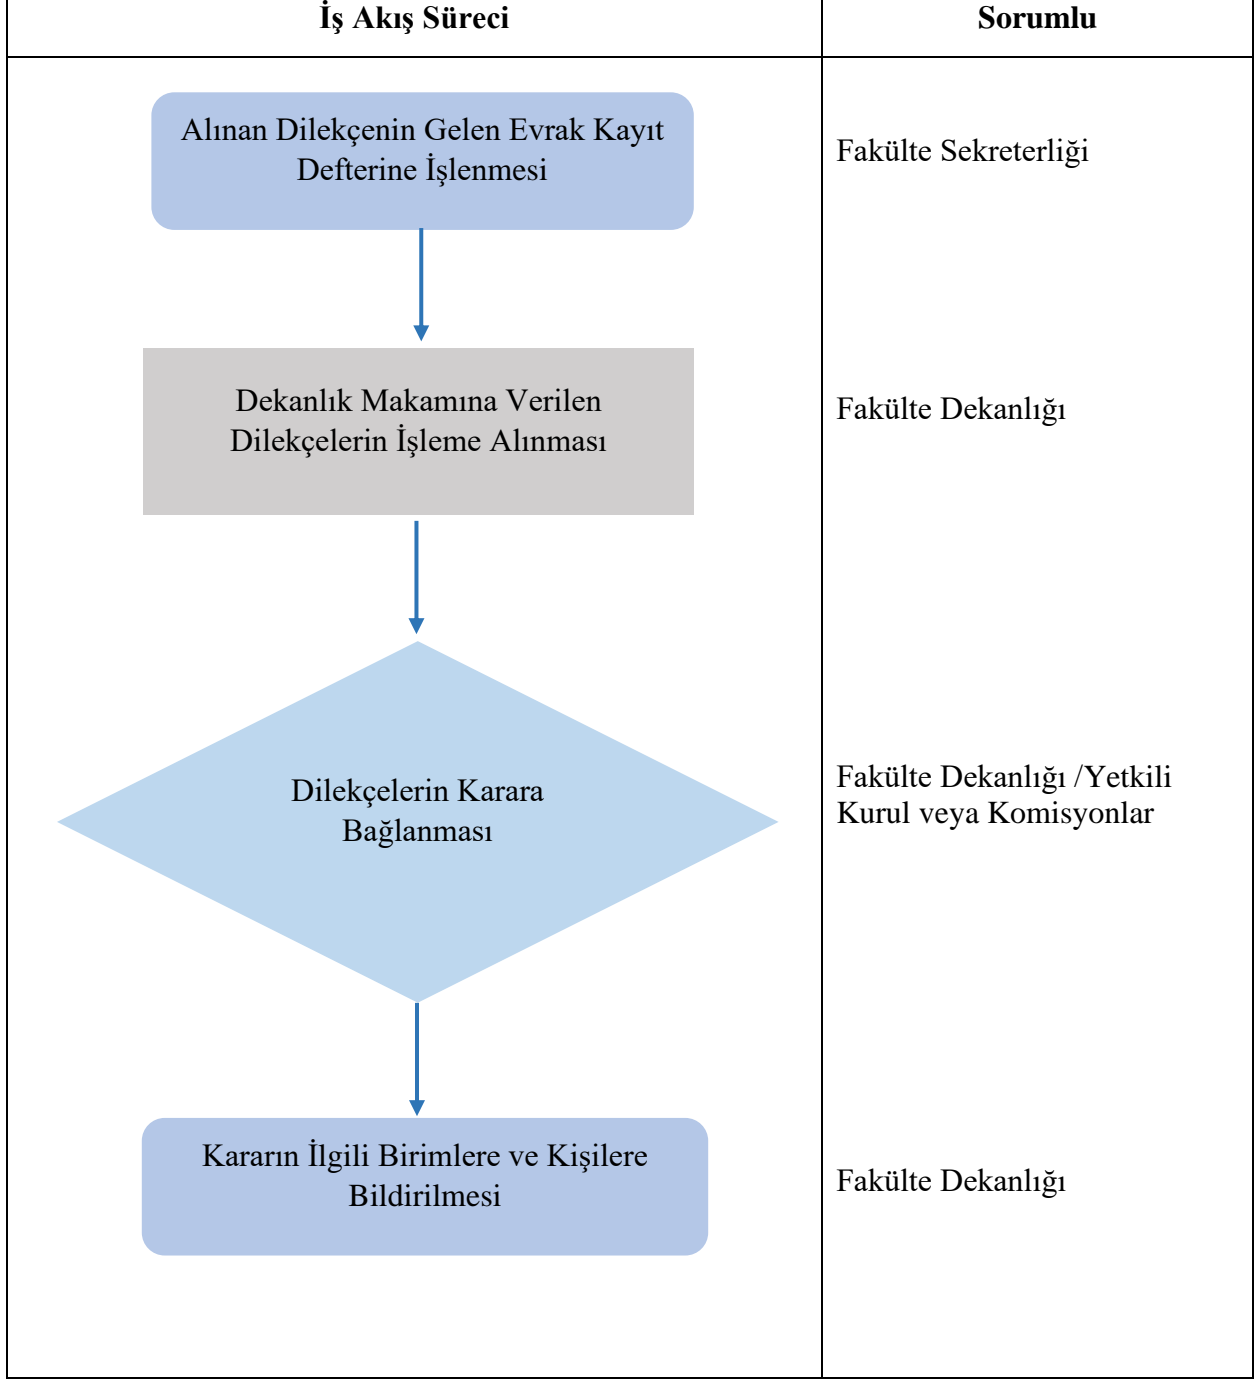 İş Akış Süreci
Sorumlu
Alınan Dilekçenin Gelen Evrak Kayıt
Defterine İşlenmesi
Fakülte Sekreterliği
Dekanlık Makamına Verilen
Dilekçelerin İşleme Alınması
Fakülte Dekanlığı
Dilekçelerin Karara
Bağlanması
Fakülte Dekanlığı /Yetkili
Kurul veya Komisyonlar
Kararın İlgili Birimlere ve Kişilere
Bildirilmesi
Fakülte Dekanlığı